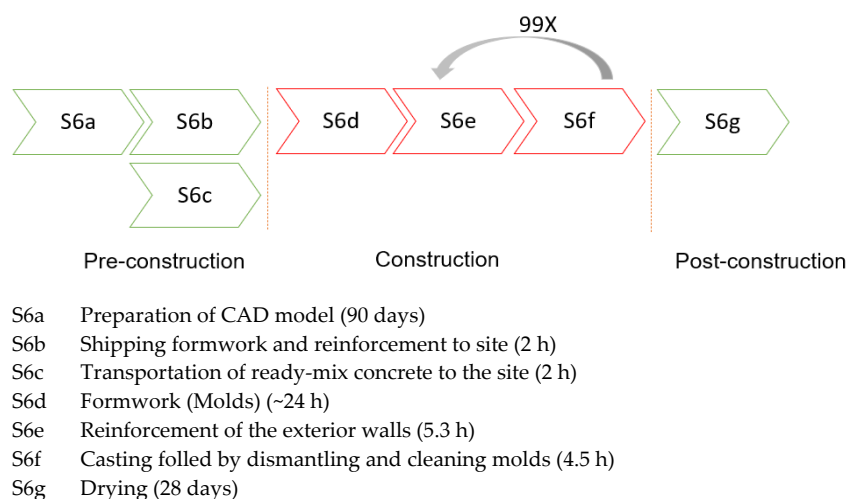 99X
S6a S6b S6d S6e S6f S6g
S6c
Pre-construction Construction Post-construction
S6a Preparation of CAD model (90 days)
S6b Shipping formwork and reinforcement to site (2 h)
S6c Transportation of ready-mix concrete to the site (2 h)
S6d Formwork (Molds) (~24 h)
S6e Reinforcement of the exterior walls (5.3 h)
S6f Casting folled by dismantling and cleaning molds (4.5 h)
S6g Drying (28 days)